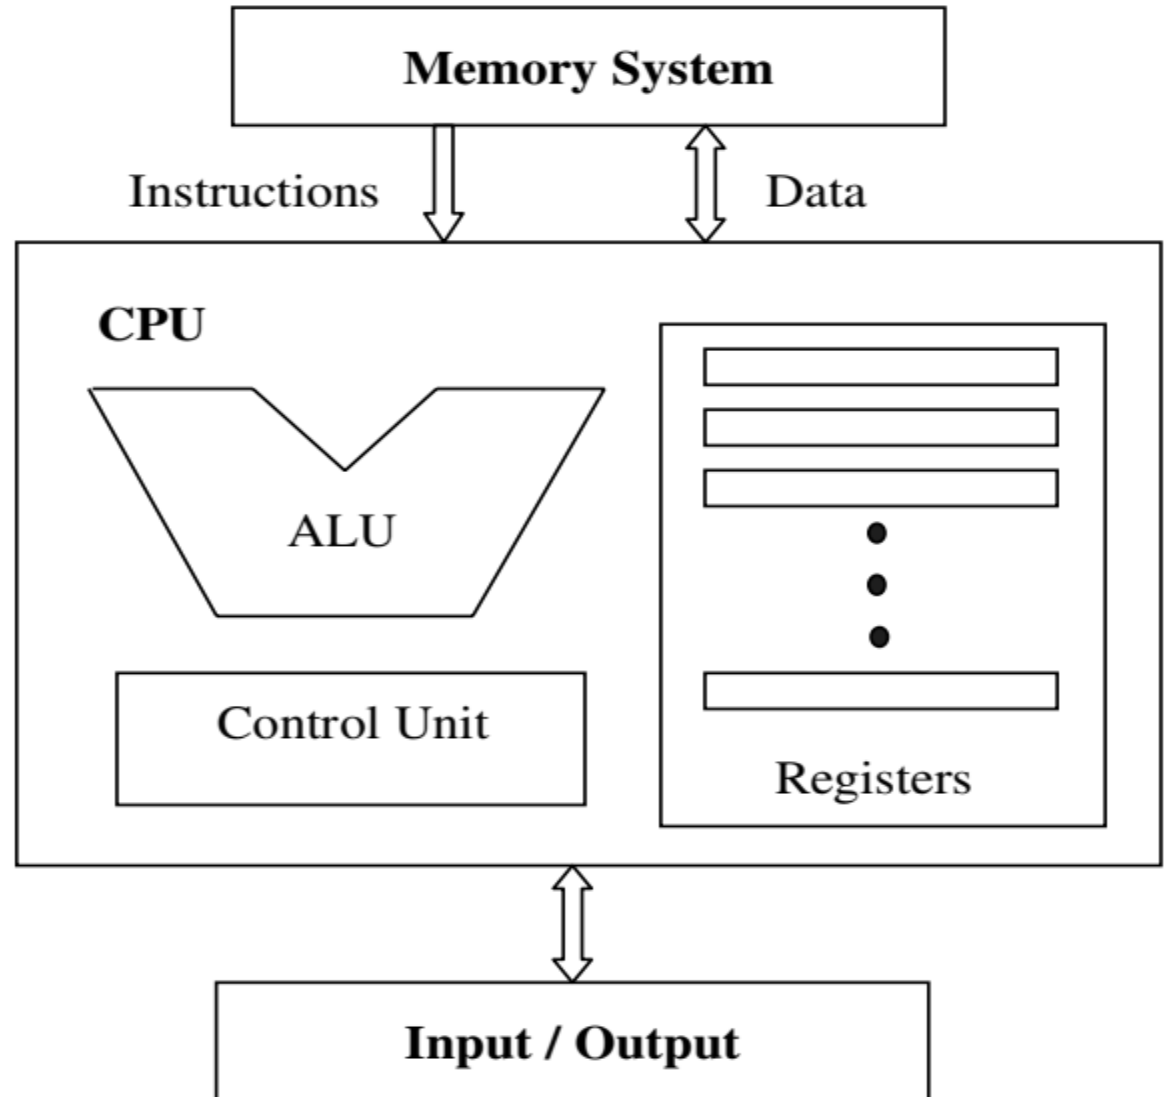 Memory System
Instructions
Data
CPU
ALU
Control Unit
Registers
Input / Output